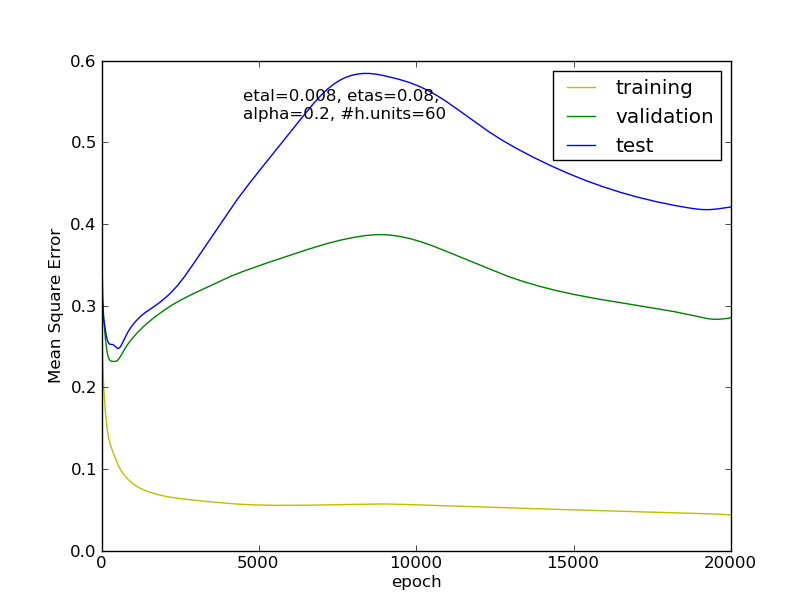 0.6
0.5
0.4
0.3
0.2
0.1
0.0
Mean Square Error
etal=0.008, etas=0.08,
alpha=0.2, #h.units=60
training
validation
test
0
5000
10000
15000
20000
epoch